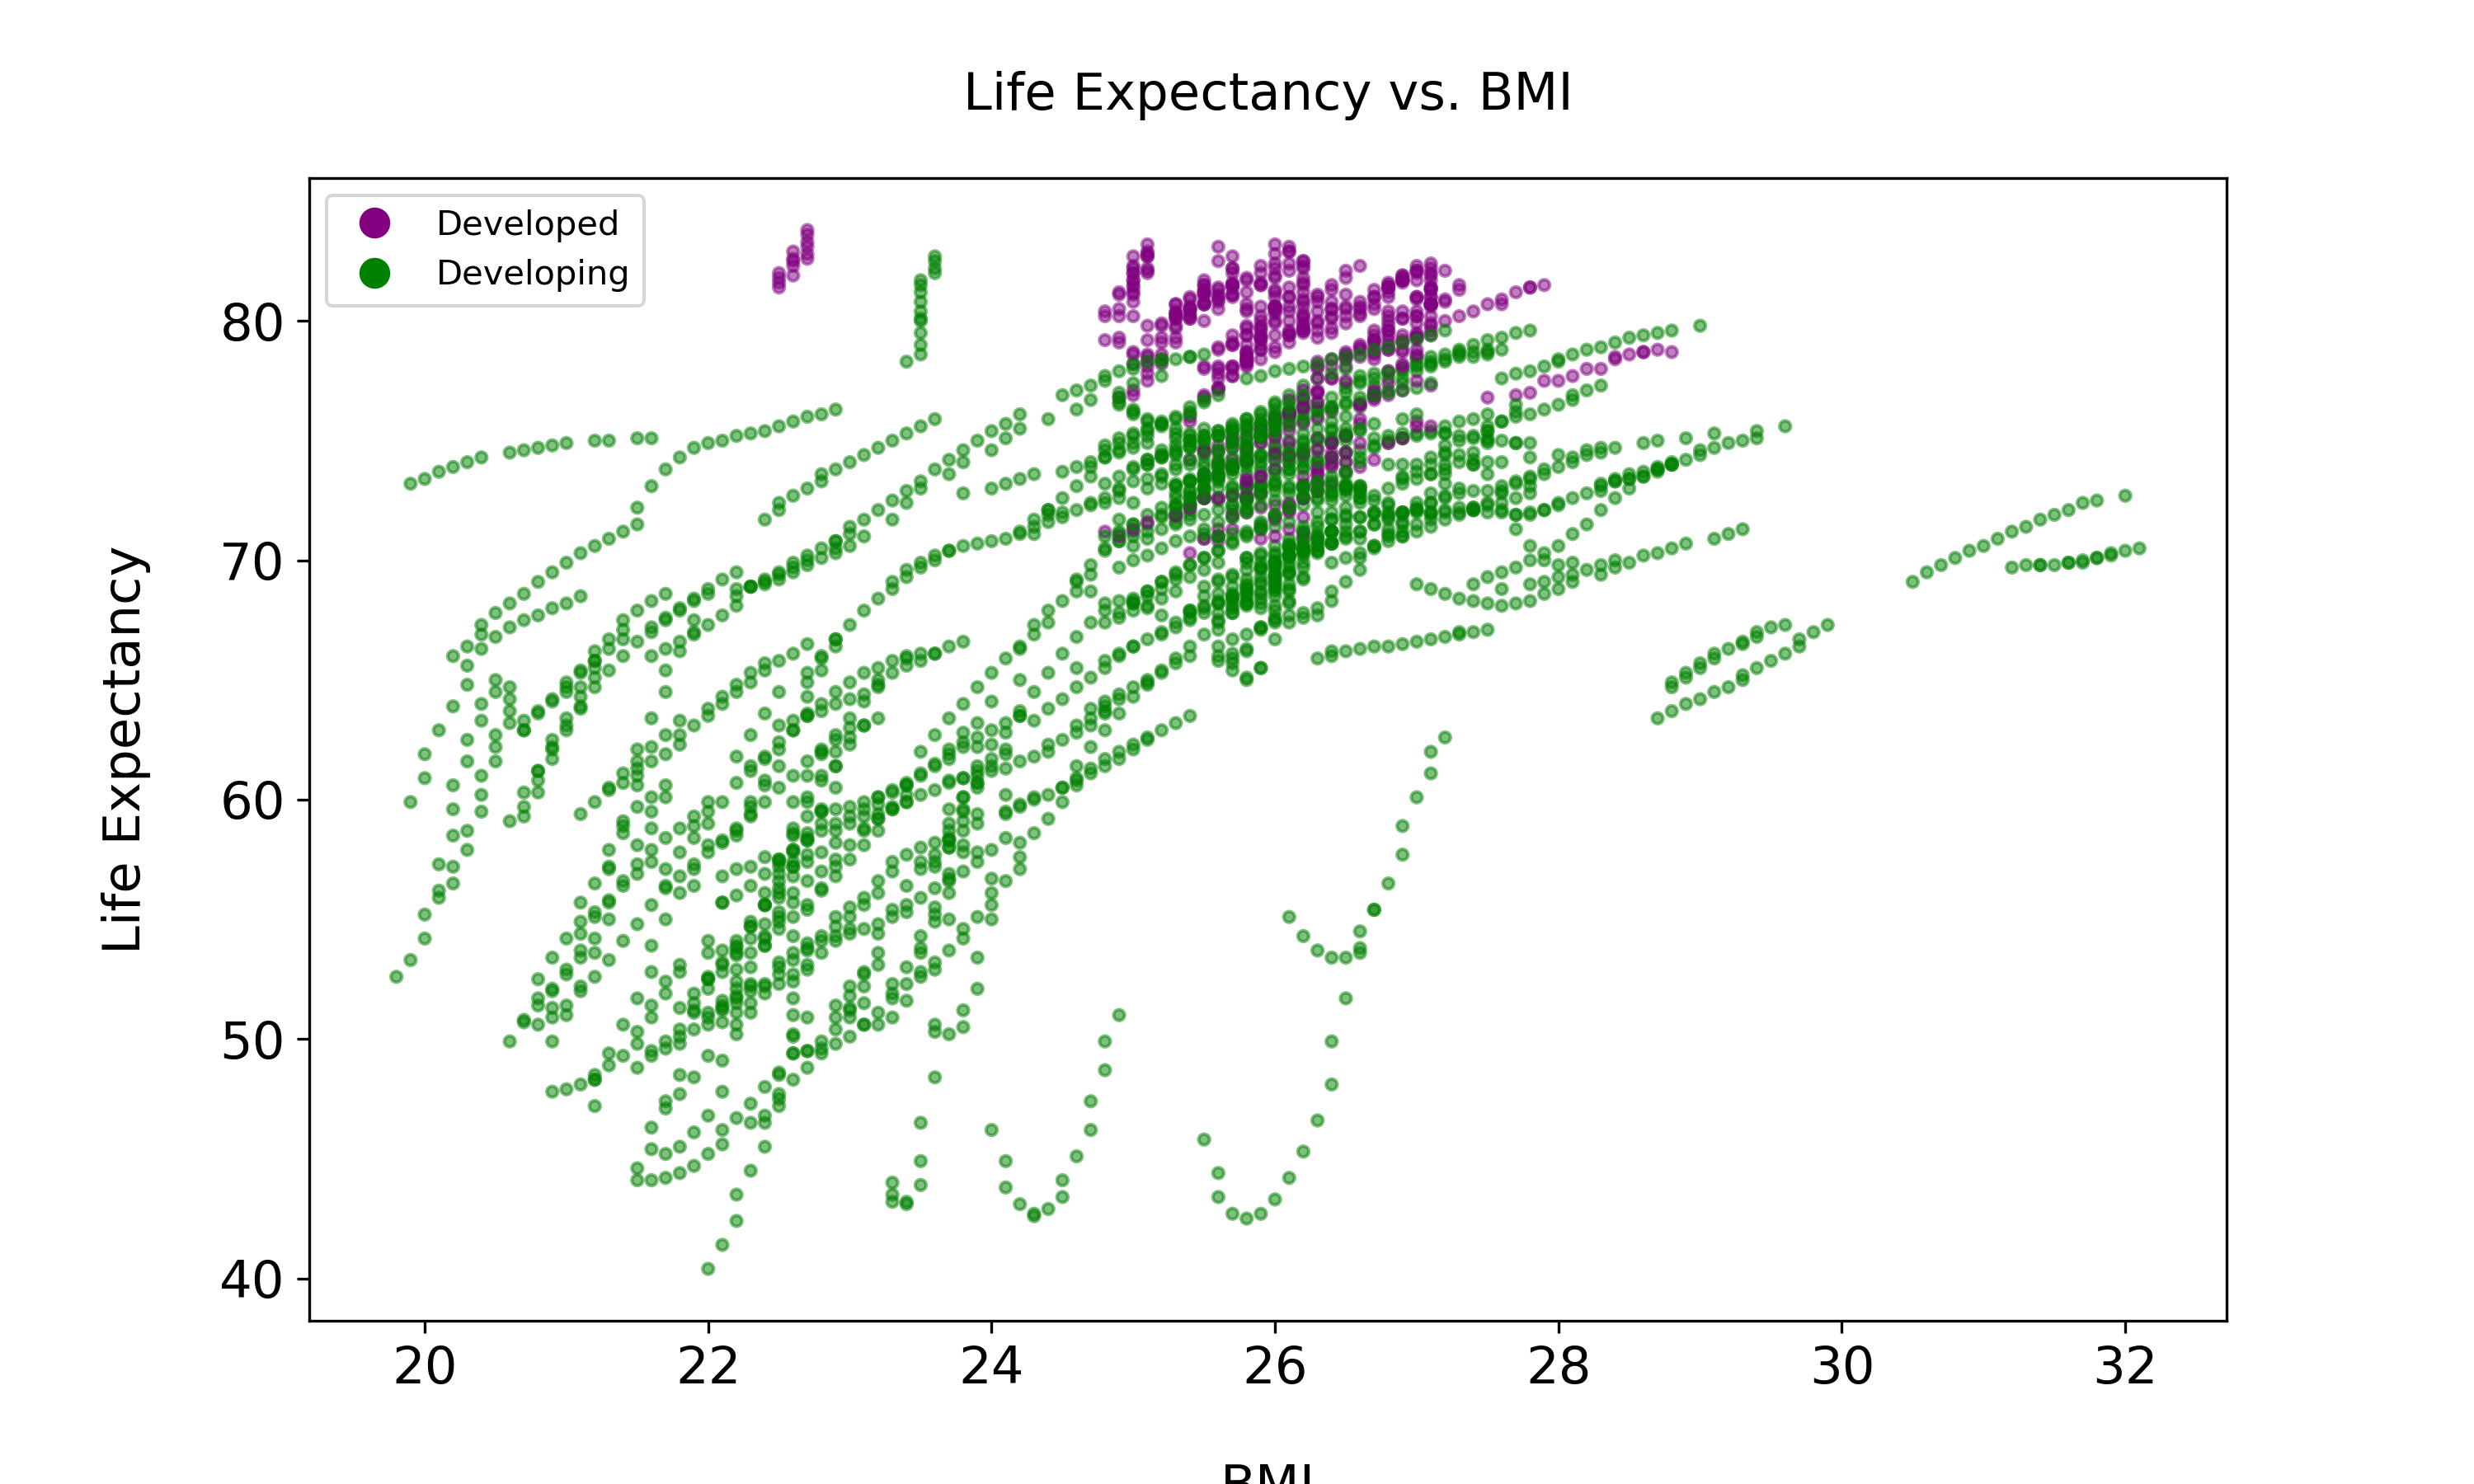 Life Expectancy vs. BMI
Developed
Developing
Life Expectancy
80
70
60
50
40
20 22 24 26 28 30 32
BMI